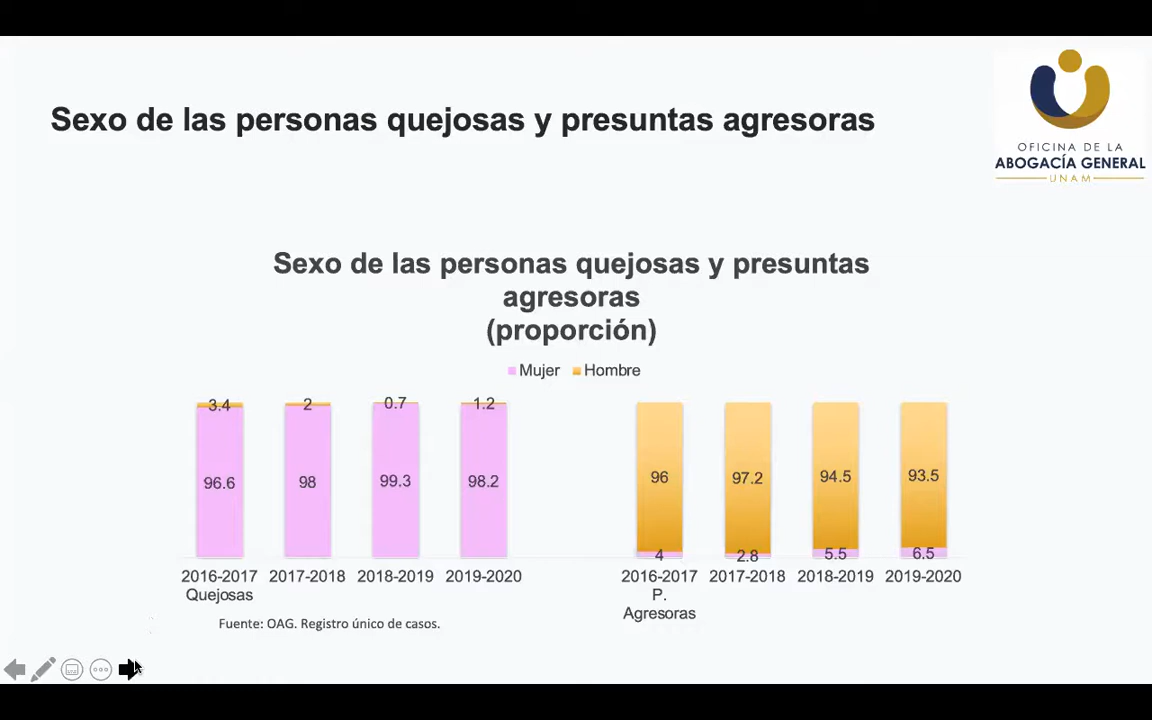 Sexo de las personas quejosas y presuntas agresoras
OFICINA DE LA
ABOGACÍA GENERAL
UNAM
Sexo de las personas quejosas y presuntas
agresoras
(proporción)
Mujer Hombre
3.4 2 0.7 1.2
96.6 98 99.3 98.2
96 97.2 94.5 93.5
4 2.8 5.5 6.5
2016-2017 2017-2018 2018-2019 2019-2020
Quejosas
2016-2017 2017-2018 2018-2019 2019-2020
P.
Agresoras
Fuente: OAG. Registro único de casos.